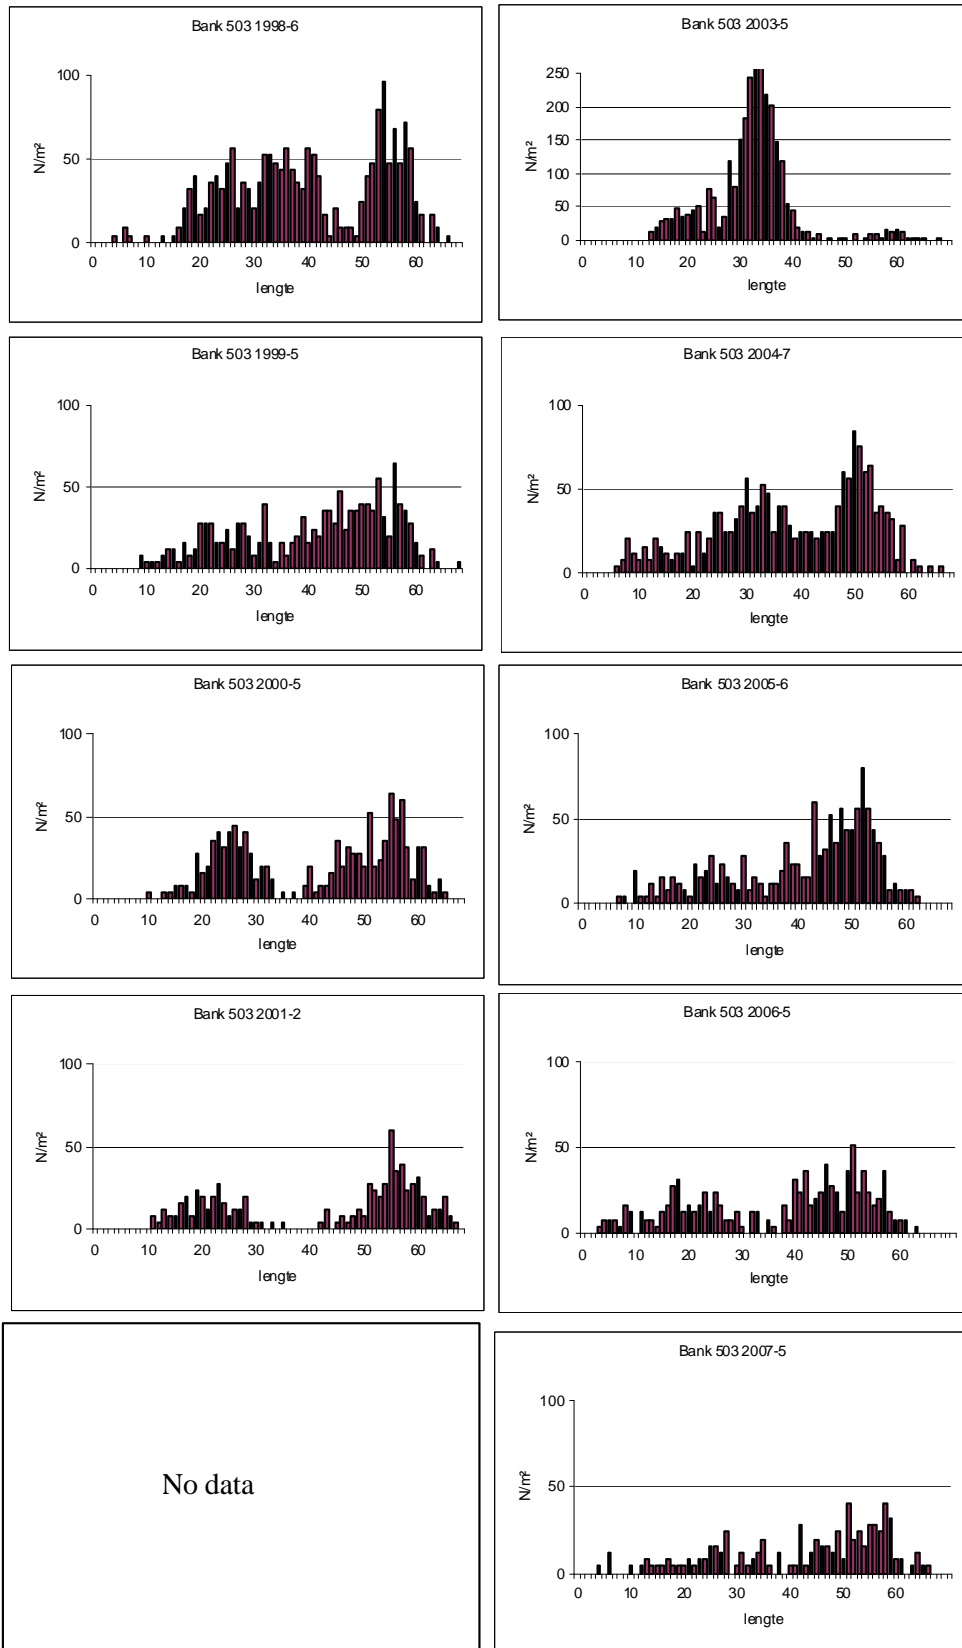 Bank 503 1998-6
100
50
0
N/m²
0 10 20 30 40 50 60
lengte
Bank 503 1999-5
100
50
0
N/m²
0 10 20 30 40 50 60
lengte
Bank 503 2000-5
100
50
0
N/m²
0 10 20 30 40 50 60
lengte
Bank 503 2001-2
100
50
0
N/m²
0 10 20 30 40 50 60
lengte
No data
Bank 503 2003-5
250
200
150
100
50
0
N/m²
0 10 20 30 40 50 60
lengte
Bank 503 2004-7
100
50
0
N/m²
0 10 20 30 40 50 60
lengte
Bank 503 2005-6
100
50
0
N/m²
0 10 20 30 40 50 60
lengte
Bank 503 2006-5
100
50
0
N/m²
0 10 20 30 40 50 60
lengte
Bank 503 2007-5
100
50
0
N/m²
0 10 20 30 40 50 60
lengte